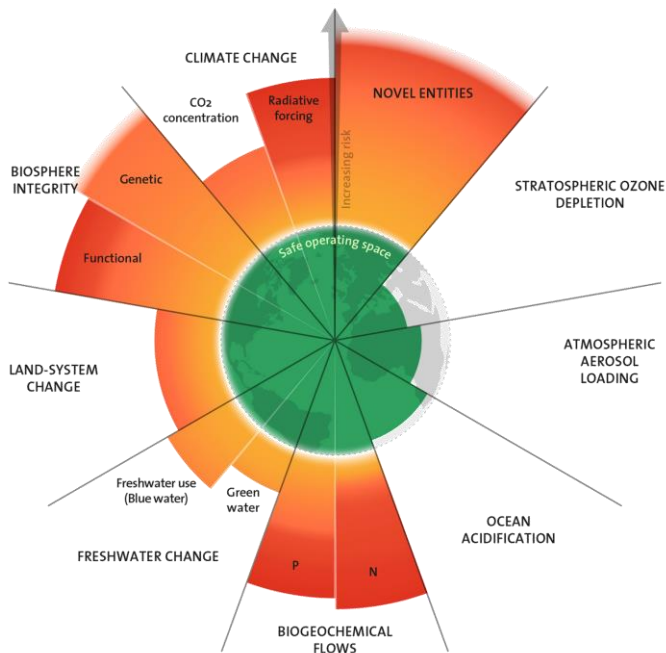 CLIMATE CHANGE
CO2
concentration
Radiative
forcing
Increasing risk
NOVEL ENTITIES
STRATOSPHERIC OZONE
DEPLETION
ATMOSPHERIC
AEROSOL
LOADING
OCEAN
ACIDIFICATION
BIOGEOCHEMICAL
FLOWS
P
N
FRESHWATER CHANGE
Green
water
Freshwater use
(Blue water)
LAND-SYSTEM
CHANGE
BIOSPHERE
INTEGRITY
Genetic
Functional
Safe operating space